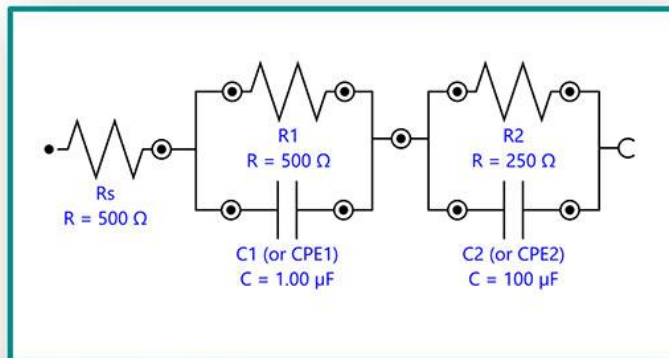 R1
R = 500 Ω
R2
R = 250 Ω
Rs
R = 500 Ω
C1 (or CPE1)
C = 1.00 µF
C2 (or CPE2)
C = 100 µF